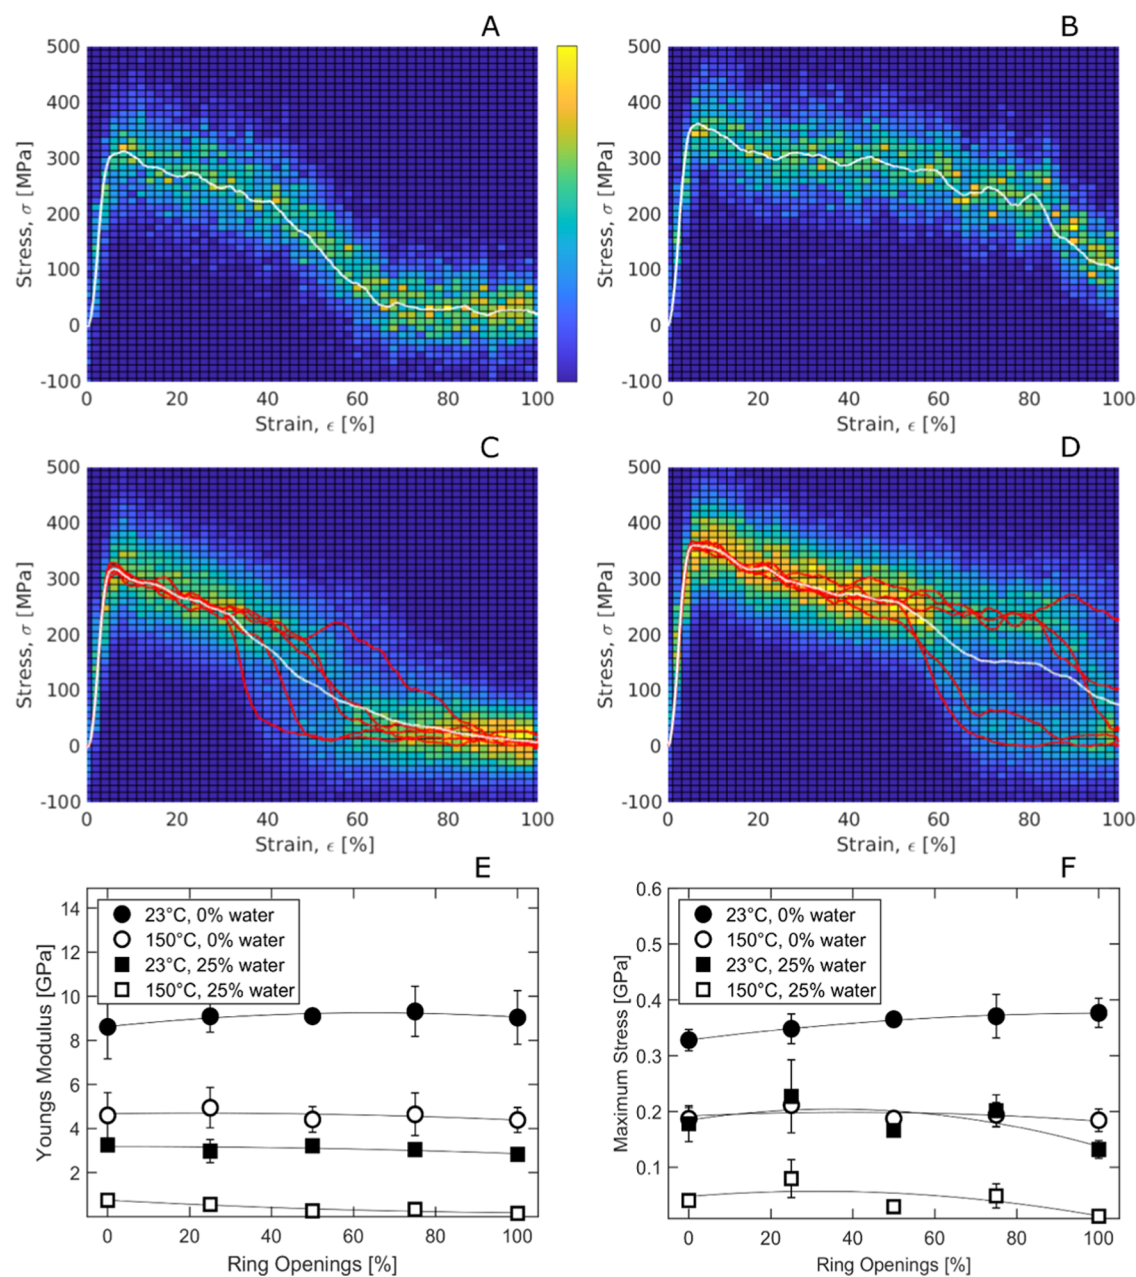 A
500
400
300
200
100
0
-100
Stress, σ [MPa]
0 20 40 60 80 100
Strain, ϵ [%]
B
500
400
300
200
100
0
-100
Stress, σ [MPa]
0 20 40 60 80 100
Strain, ϵ [%]
C
500
400
300
200
100
0
-100
Stress, σ [MPa]
0 20 40 60 80 100
Strain, ϵ [%]
D
500
400
300
200
100
0
-100
Stress, σ [MPa]
0 20 40 60 80 100
Strain, ϵ [%]
E
14
12
10
8
6
4
2
Youngs Modulus [GPa]
23°C, 0% water
150°C, 0% water
23°C, 25% water
150°C, 25% water
0 20 40 60 80 100
Ring Openings [%]
F
0.6
0.5
0.4
0.3
0.2
0.1
Maximum Stress [GPa]
23°C, 0% water
150°C, 0% water
23°C, 25% water
150°C, 25% water
0 20 40 60 80 100
Ring Openings [%]